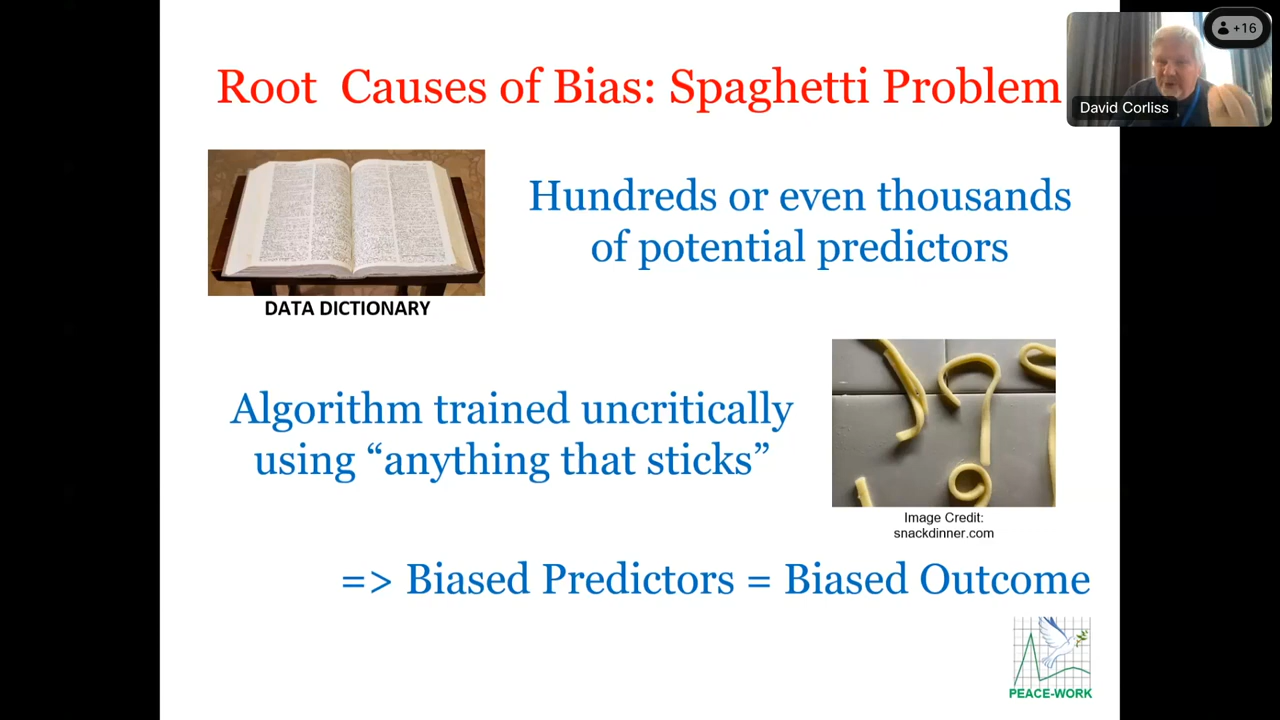 Root Causes of Bias: Spaghetti Problem
+16
David Corliss
Hundreds or even thousands
of potential predictors
DATA DICTIONARY
Algorithm trained uncritically
using “anything that sticks”
Image Credit:
snackdinner.com
=> Biased Predictors = Biased Outcome
PEACE-WORK